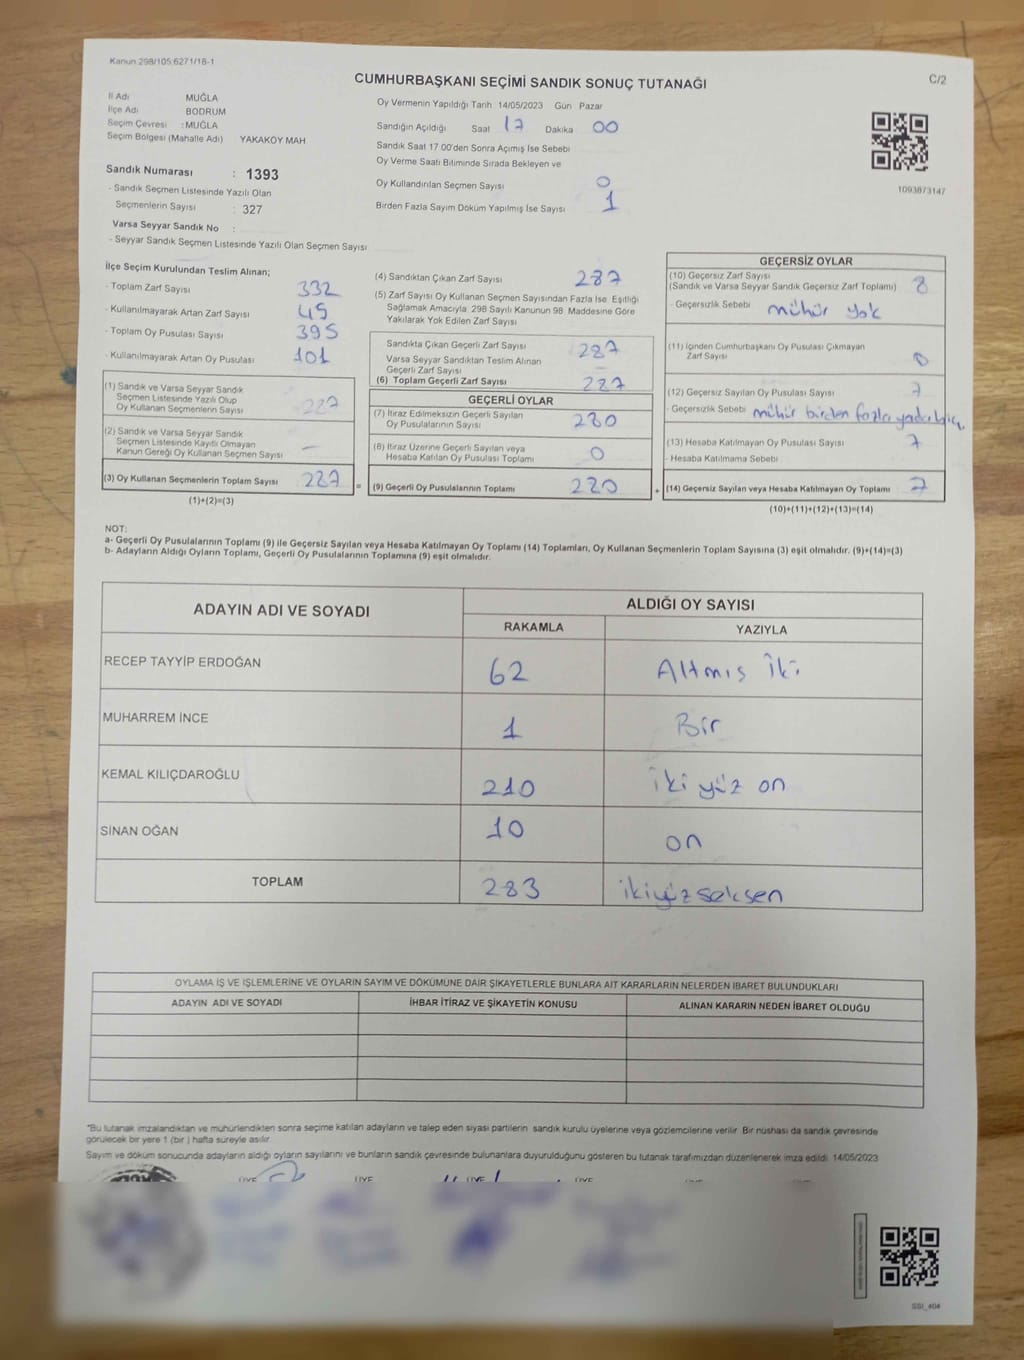 Kanun.298/105.6271/18-1
CUMHURBAŞKANI SEÇİMİ SANDIK SONUÇ TUTANAĞI
C/2
İl Adı MUĞLA
İlçe Adı BODRUM
Seçim Çevresi :MUĞLA
Seçim Bölgesi (Mahalle Adı) YAKAKÖY MAH
Sandık Numarası : 1393
- Sandık Seçmen Listesinde Yazılı Olan
Seçmenlerin Sayısı : 327
Varsa Seyyar Sandık No :
- Seyyar Sandık Seçmen Listesinde Yazılı Olan Seçmen Sayısı
Oy Vermenin Yapıldığı Tarih 14/05/2023 Gün Pazar
Sandığın Açıldığı Saat 17 Dakika 00
Sandık Saat 17.00'den Sonra Açımış İse Sebebi
Oy Verme Saati Bitiminde Sırada Bekleyen ve
Oy Kullandırılan Seçmen Sayısı 0
Birden Fazla Sayım Döküm Yapılmış İse Sayısı 1
1093873147
İlçe Seçim Kurulundan Teslim Alınan;
- Toplam Zarf Sayısı 332
- Kullanılmayarak Artan Zarf Sayısı 45
- Toplam Oy Pusulası Sayısı 395
- Kullanılmayarak Artan Oy Pusulası 101
(1) Sandık ve Varsa Seyyar Sandık
Seçmen Listesinde Yazılı Olup
Oy Kullanan Seçmenlerin Sayısı 287
(2) Sandık ve Varsa Seyyar Sandık
Seçmen Listesinde Kayıtlı Olmayan
Kanun Gereği Oy Kullanan Seçmen Sayısı -
(3) Oy Kullanan Seçmenlerin Toplam Sayısı 287
(1)+(2)=(3)
(4) Sandıktan Çıkan Zarf Sayısı 287
(5) Zarf Sayısı Oy Kullanan Seçmen Sayısından Fazla İse, Eşitliği
Sağlamak Amacıyla, 298 Sayılı Kanunun 98. Maddesine Göre
Yakılarak Yok Edilen Zarf Sayısı
Sandıkta Çıkan Geçerli Zarf Sayısı 287
Varsa Seyyar Sandıktan Teslim Alınan
Geçerli Zarf Sayısı
(6) Toplam Geçerli Zarf Sayısı 287
GEÇERLİ OYLAR
(7) İtiraz Edilmeksizin Geçerli Sayılan
Oy Pusulalarının Sayısı 280
(8) İtiraz Üzerine Geçerli Sayılan veya
Hesaba Katılan Oy Pusulası Toplamı 0
= (9) Geçerli Oy Pusulalarının Toplamı 280
GEÇERSİZ OYLAR
(10) Geçersiz Zarf Sayısı
(Sandık ve Varsa Seyyar Sandık Geçersiz Zarf Toplamı)
- Geçersizlik Sebebi mühür yok
(11) İçinden Cumhurbaşkanı Oy Pusulası Çıkmayan
Zarf Sayısı 0
(12) Geçersiz Sayılan Oy Pusulası Sayısı 7
- Geçersizlik Sebebi mühür birden fazla yada hiç
(13) Hesaba Katılmayan Oy Pusulası Sayısı 7
- Hesaba Katılmama Sebebi
+ (14) Geçersiz Sayılan veya Hesaba Katılmayan Oy Toplamı 7
(10)+(11)+(12)+(13)=(14)
NOT:
a- Geçerli Oy Pusulalarının Toplamı (9) ile Geçersiz Sayılan veya Hesaba Katılmayan Oy Toplamı (14) Toplamları, Oy Kullanan Seçmenlerin Toplam Sayısına (3) eşit olmalıdır. (9)+(14)=(3)
b- Adayların Aldığı Oyların Toplamı, Geçerli Oy Pusulalarının Toplamına (9) eşit olmalıdır.
ADAYIN ADI VE SOYADI ALDIĞI OY SAYISI
RAKAMLA YAZIYLA
RECEP TAYYİP ERDOĞAN 62 Altmış İki
MUHARREM İNCE 1 Bir
KEMAL KILIÇDAROĞLU 210 iki yüz on
SİNAN OĞAN 10 on
TOPLAM 283 ikiyüzseksen
OYLAMA İŞ VE İŞLEMLERİNE VE OYLARIN SAYIM VE DÖKÜMÜNE DAİR ŞİKAYETLERLE BUNLARA AİT KARARLARIN NELERDEN İBARET BULUNDUKLARI
ADAYIN ADI VE SOYADI İHBAR İTİRAZ VE ŞİKAYETİN KONUSU ALINAN KARARIN NEDEN İBARET OLDUĞU
*Bu tutanak imzalandıktan ve mühürlendikten sonra seçime katılan adayların ve talep eden siyasi partilerin sandık kurulu üyelerine veya gözlemcilerine verilir. Bir nüshası da sandık çevresinde
görülecek bir yere 1 (bir ) hafta süreyle asılır.
Sayım ve döküm sonucunda adayların aldığı oyların sayılarını ve bunların sandık çevresinde bulunanlara duyurulduğunu gösteren bu tutanak tarafımızdan düzenlenerek imza edildi. 14/05/2023
ÜYE ÜYE ÜYE ÜYE
SSI_404